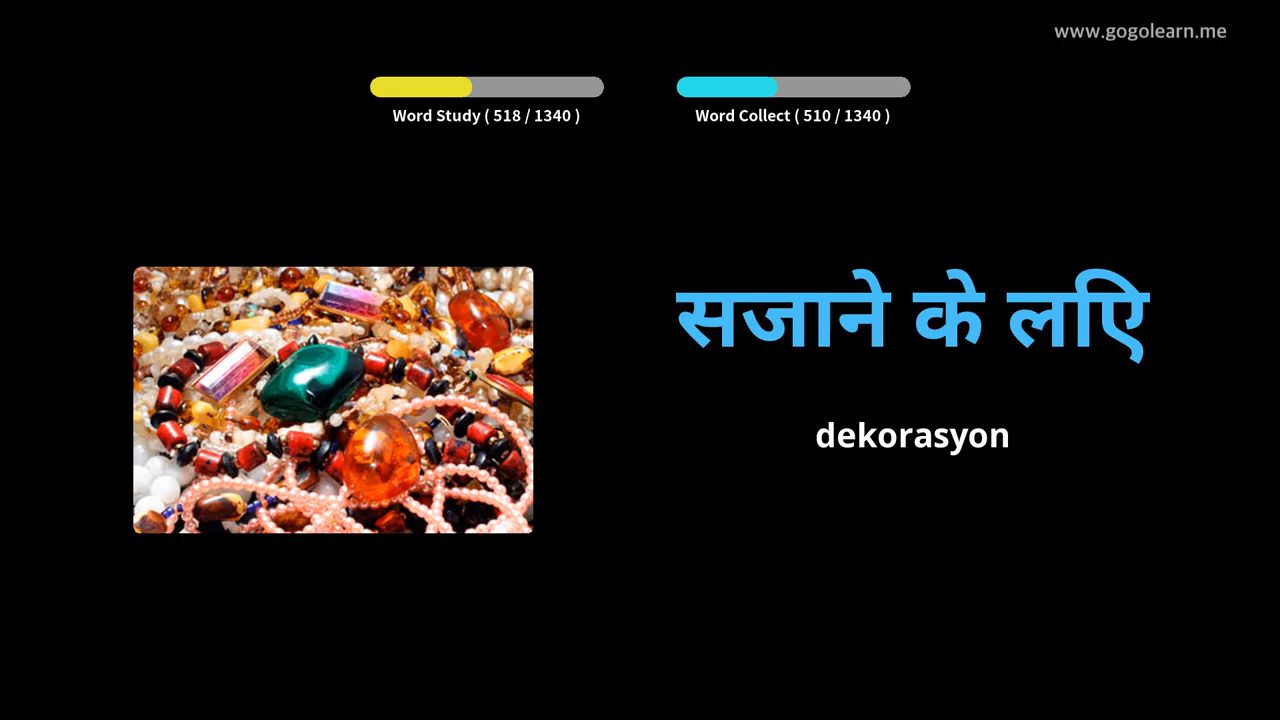 www.gogolearn.me
Word Study ( 518 / 1340 )
Word Collect ( 510 / 1340 )
सजाने के लिए
dekorasyon